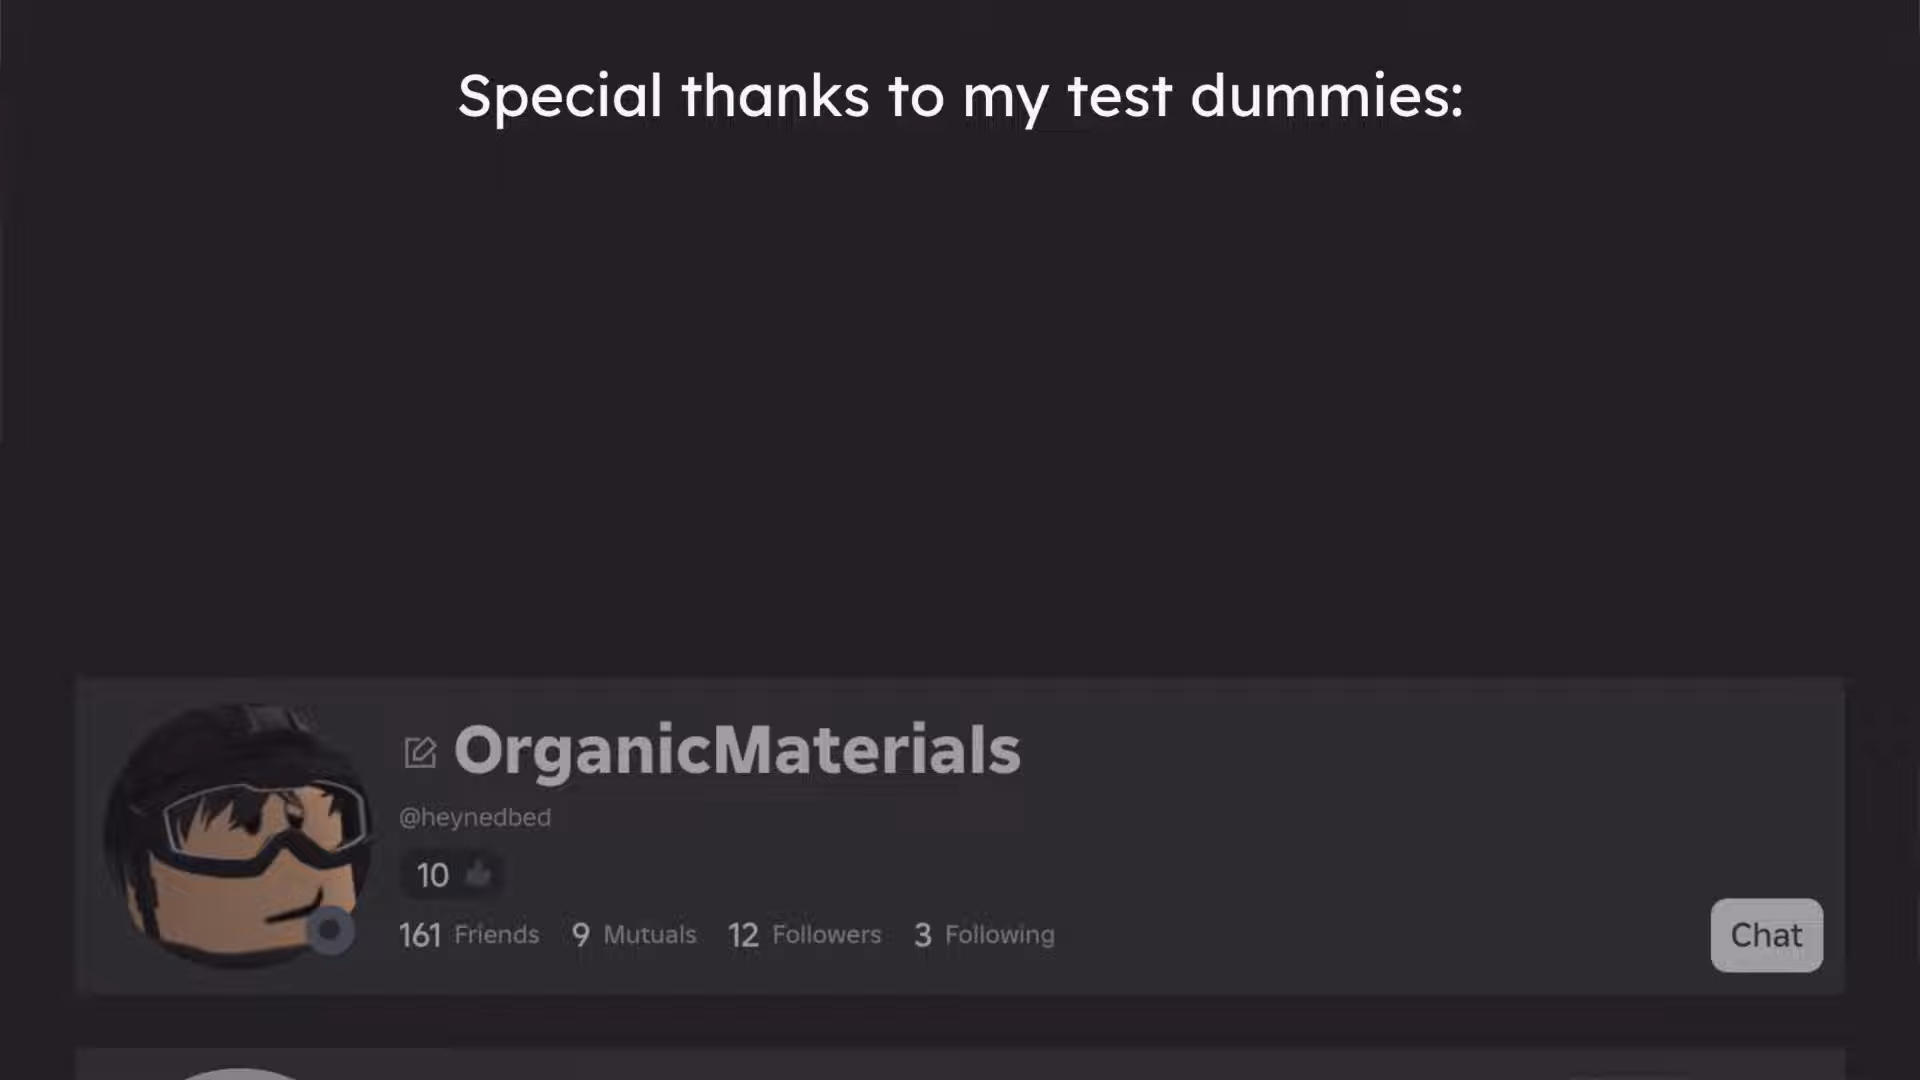 Special thanks to my test dummies:
OrganicMaterials
@heynedbed
10
161 Friends 9 Mutuals 12 Followers 3 Following
Chat